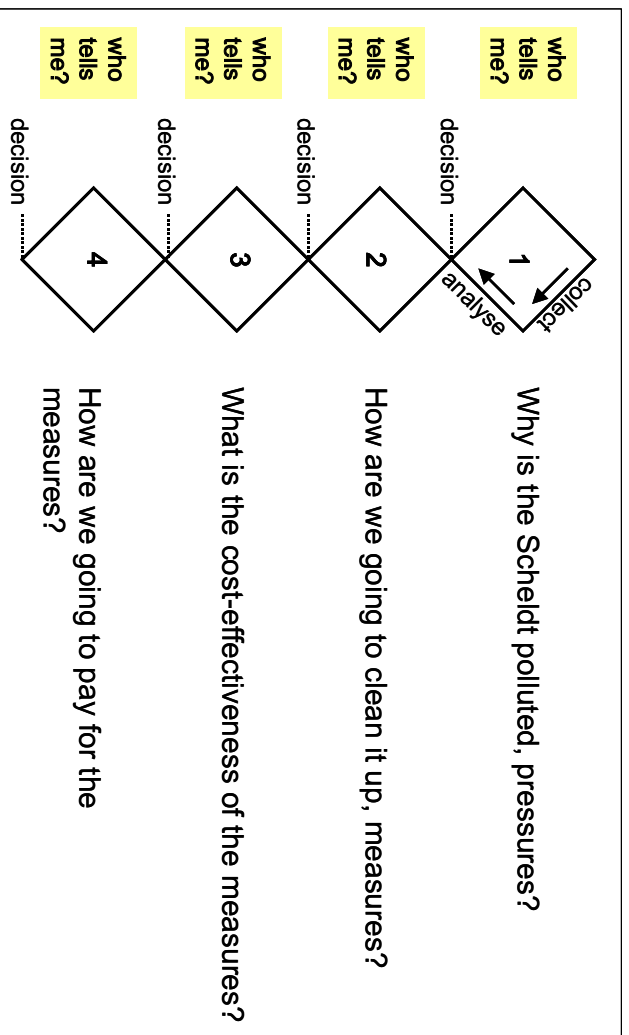 who
tells
me?
1
collect
analyse
Why is the Scheldt polluted, pressures?
decision
who
tells
me?
2
How are we going to clean it up, measures?
decision
who
tells
me?
3
What is the cost-effectiveness of the measures?
decision
who
tells
me?
4
How are we going to pay for the
measures?
decision